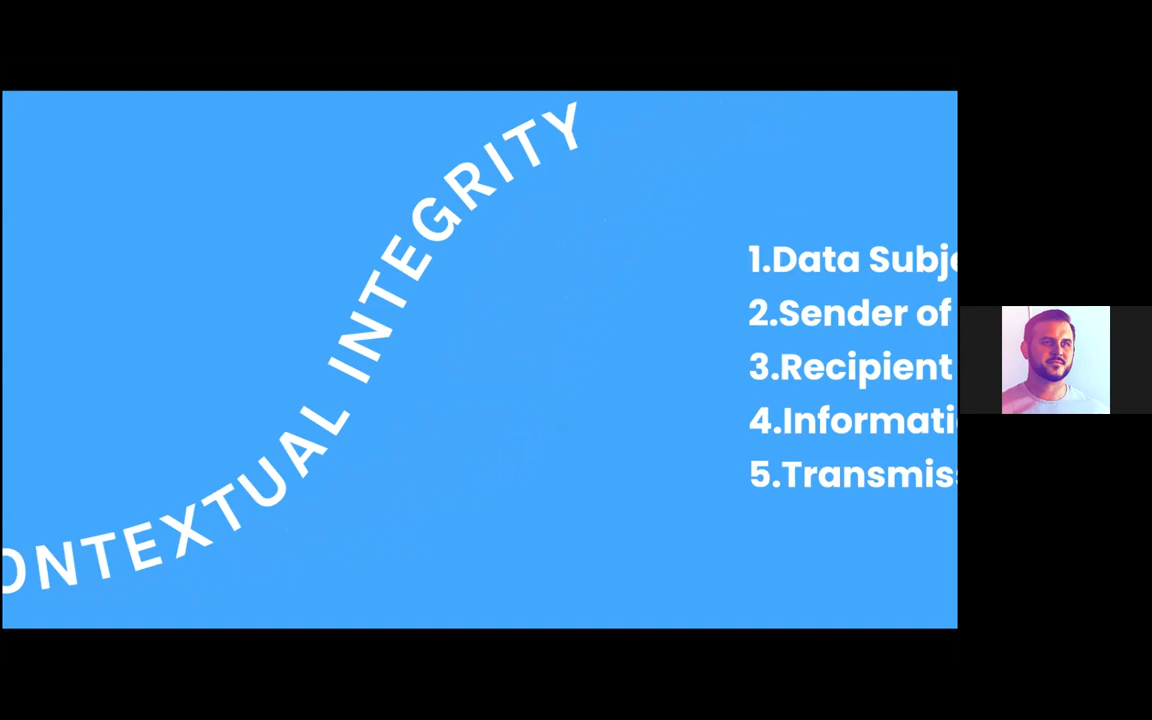 ONTEXTUAL INTEGRITY
1.Data Subje
2.Sender of
3.Recipient
4.Informati
5.Transmis